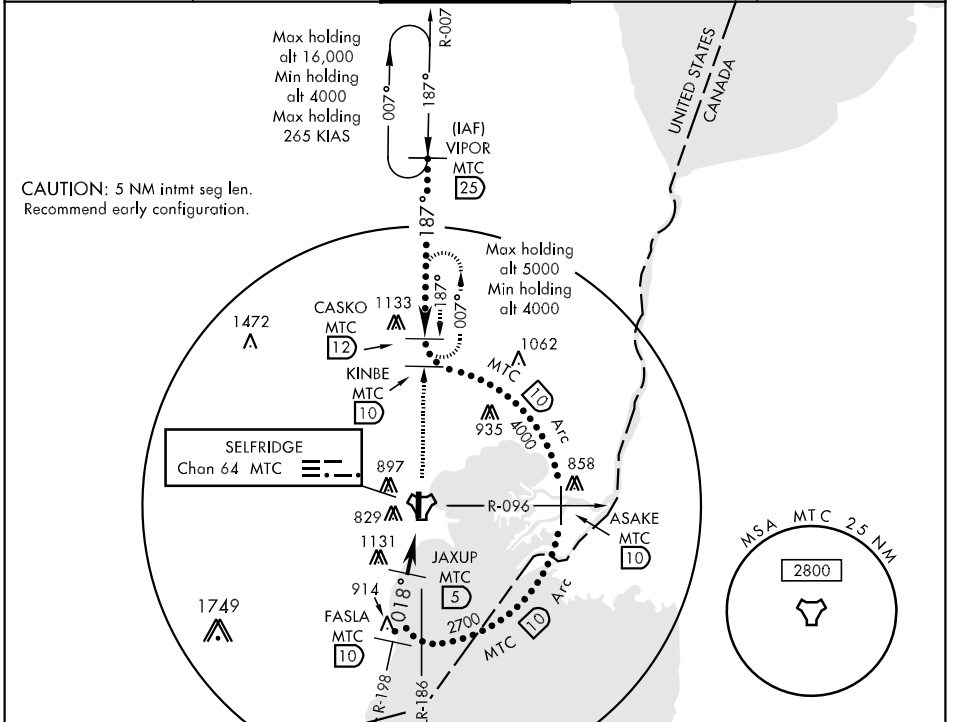 R-007
Max holding
alt 16,000
Min holding
alt 4000
Max holding
265 KIAS
007°
187°
(IAF)
VIPOR
MTC
25
UNITED STATES
CANADA
CAUTION: 5 NM intmt seg len.
Recommend early configuration.
187°
Max holding
alt 5000
Min holding
alt 4000
187°
007°
CASKO
MTC
12
1133
1472
1062
KINBE
MTC
10
MTC 10 Arc
4000
935
SELFRIDGE
Chan 64 MTC
897
858
829
R-096
ASAKE
MTC
10
1131
JAXUP
MTC
5
914
018°
FASLA
MTC
10
2700
MTC 10 Arc
1749
R-198
R-186
MSA MTC 25 NM
2800